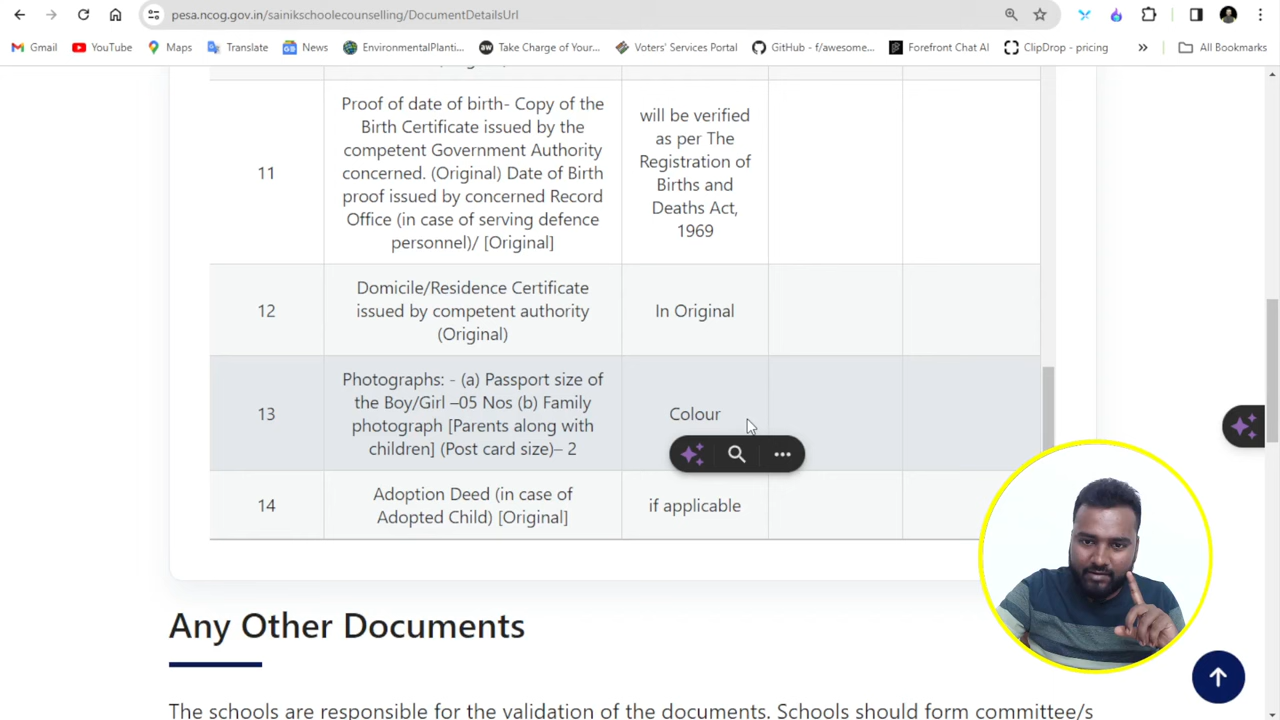 pesa.ncog.gov.in/sainikschoolecounselling/DocumentDetailsUrl
Gmail YouTube Maps Translate News EnvironmentalPlanti... Take Charge of Your... Voters' Services Portal GitHub - f/awesome... Forefront Chat AI ClipDrop - pricing All Bookmarks
11
Proof of date of birth- Copy of the
Birth Certificate issued by the
competent Government Authority
concerned. (Original) Date of Birth
proof issued by concerned Record
Office (in case of serving defence
personnel)/ [Original]
will be verified
as per The
Registration of
Births and
Deaths Act,
1969
12
Domicile/Residence Certificate
issued by competent authority
(Original)
In Original
13
Photographs: - (a) Passport size of
the Boy/Girl –05 Nos (b) Family
photograph [Parents along with
children] (Post card size)– 2
Colour
14
Adoption Deed (in case of
Adopted Child) [Original]
if applicable
Any Other Documents
The schools are responsible for the validation of the documents. Schools should form committee/s